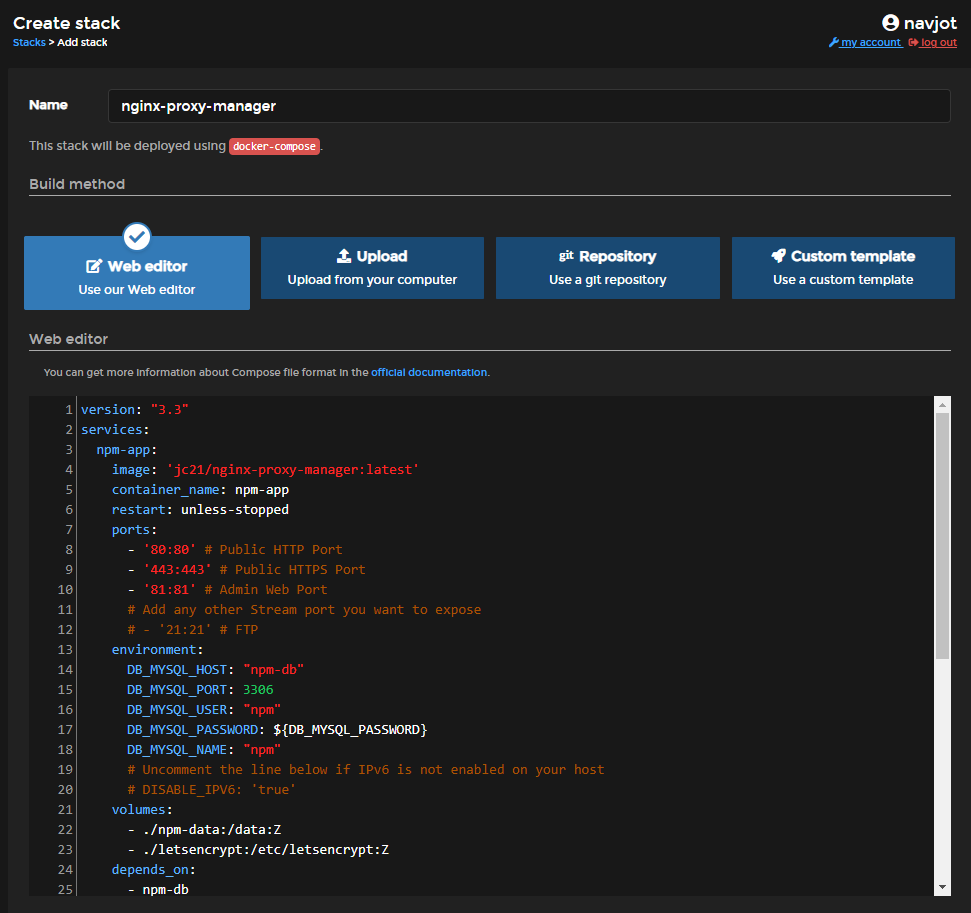 Create stack
navjot
Stacks > Add stack
my account log out
Name nginx-proxy-manager
This stack will be deployed using docker-compose.
Build method
Web editor
Use our Web editor
Upload
Upload from your computer
git Repository
Use a git repository
Custom template
Use a custom template
Web editor
You can get more information about Compose file format in the official documentation.
1 version: "3.3"
2 services:
3   npm-app:
4     image: 'jc21/nginx-proxy-manager:latest'
5     container_name: npm-app
6     restart: unless-stopped
7     ports:
8       - '80:80' # Public HTTP Port
9       - '443:443' # Public HTTPS Port
10       - '81:81' # Admin Web Port
11       # Add any other Stream port you want to expose
12       # - '21:21' # FTP
13     environment:
14       DB_MYSQL_HOST: "npm-db"
15       DB_MYSQL_PORT: 3306
16       DB_MYSQL_USER: "npm"
17       DB_MYSQL_PASSWORD: ${DB_MYSQL_PASSWORD}
18       DB_MYSQL_NAME: "npm"
19       # Uncomment the line below if IPv6 is not enabled on your host
20       # DISABLE_IPV6: 'true'
21     volumes:
22       - ./npm-data:/data:Z
23       - ./letsencrypt:/etc/letsencrypt:Z
24     depends_on:
25       - npm-db